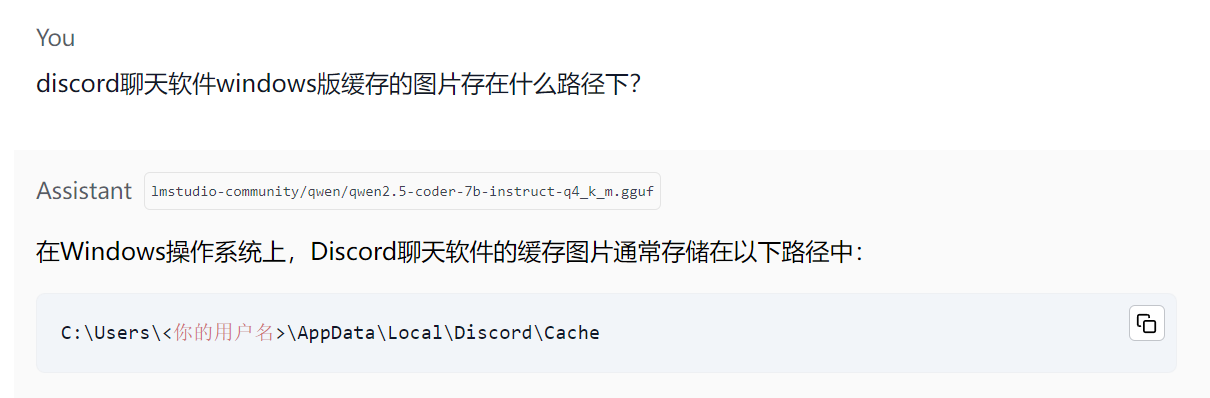 You
discord聊天软件windows版缓存的图片存在什么路径下?
Assistant lmstudio-community/qwen/qwen2.5-coder-7b-instruct-q4_k_m.gguf
在Windows操作系统上，Discord聊天软件的缓存图片通常存储在以下路径中：
C:\Users\<你的用户名>\AppData\Local\Discord\Cache